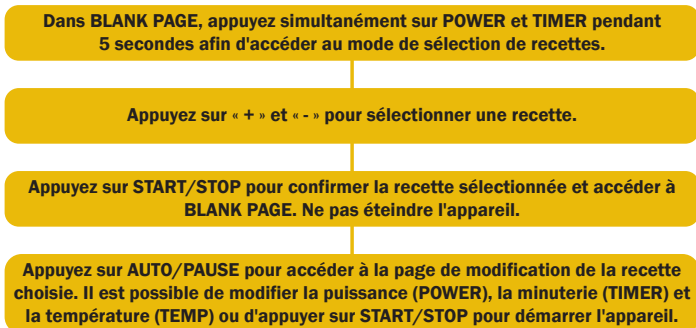 Dans BLANK PAGE, appuyez simultanément sur POWER et TIMER pendant
5 secondes afin d'accéder au mode de sélection de recettes.
Appuyez sur « + » et « - » pour sélectionner une recette.
Appuyez sur START/STOP pour confirmer la recette sélectionnée et accéder à
BLANK PAGE. Ne pas éteindre l'appareil.
Appuyez sur AUTO/PAUSE pour accéder à la page de modification de la recette
choisie. Il est possible de modifier la puissance (POWER), la minuterie (TIMER) et
la température (TEMP) ou d'appuyer sur START/STOP pour démarrer l'appareil.